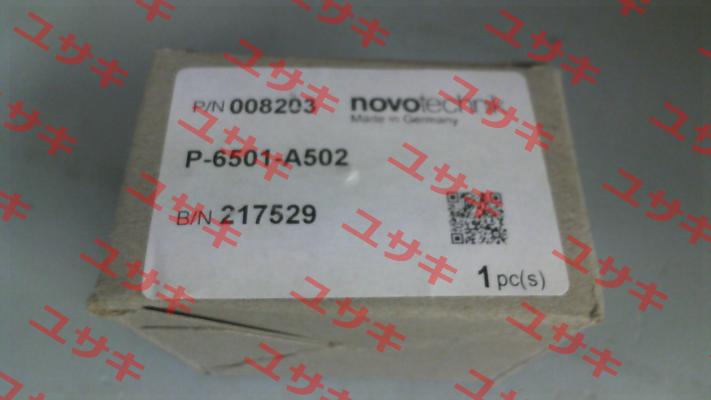 P/N 008203
novotechnik
Made in Germany
P-6501-A502
B/N 217529
1 pc(s)
ユサキ